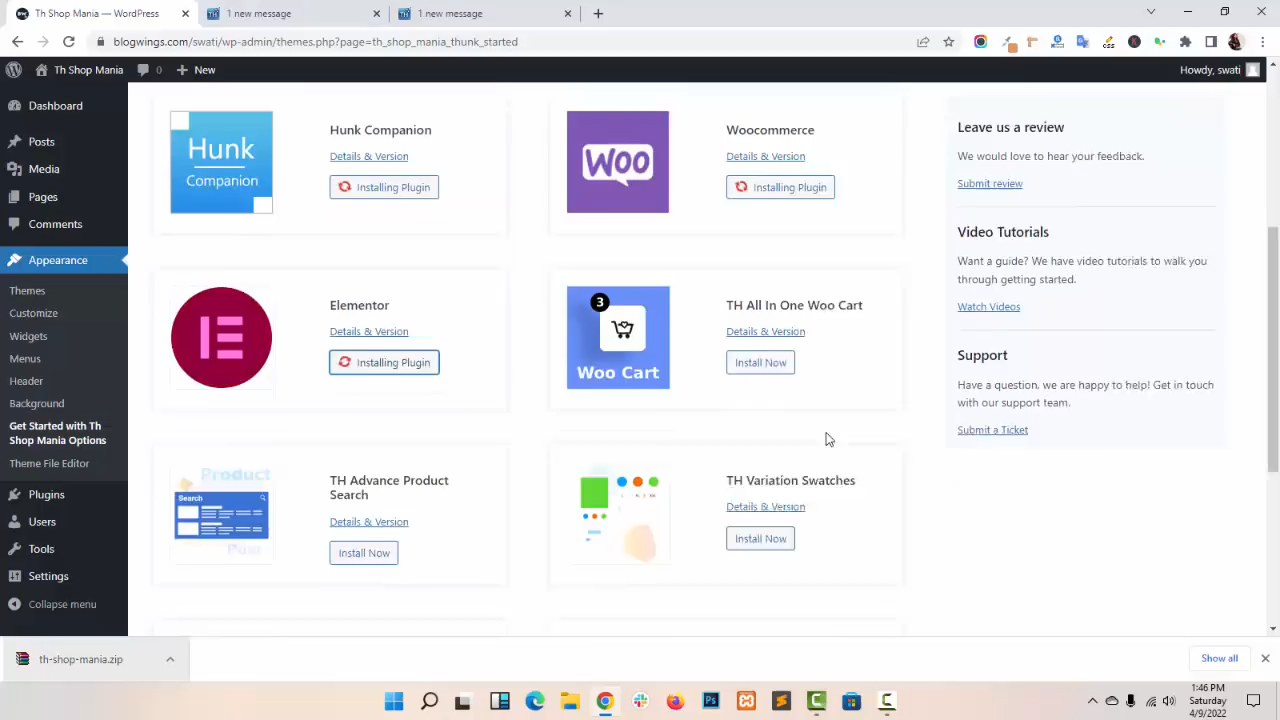 Th Shop Mania — WordPress
1 new message
1 new message
blogwings.com/swati/wp-admin/themes.php?page=th_shop_mania_thunk_started
Th Shop Mania
0
New
Howdy, swati
Dashboard
Posts
Media
Pages
Comments
Appearance
Themes
Customize
Widgets
Menus
Header
Background
Get Started with Th
Shop Mania Options
Theme File Editor
Plugins
Users
Tools
Settings
Collapse menu
Hunk
Companion
Hunk Companion
Details & Version
Installing Plugin
WOO
Woocommerce
Details & Version
Installing Plugin
Elementor
Details & Version
Installing Plugin
3
Woo Cart
TH All In One Woo Cart
Details & Version
Install Now
Product
Search
TH Advance Product
Search
Details & Version
Install Now
TH Variation Swatches
Details & Version
Install Now
Leave us a review
We would love to hear your feedback.
Submit review
Video Tutorials
Want a guide? We have video tutorials to walk you
through getting started.
Watch Videos
Support
Have a question, we are happy to help! Get in touch
with our support team.
Submit a Ticket
th-shop-mania.zip
Show all
Ps
1:46 PM
Saturday
4/9/2022